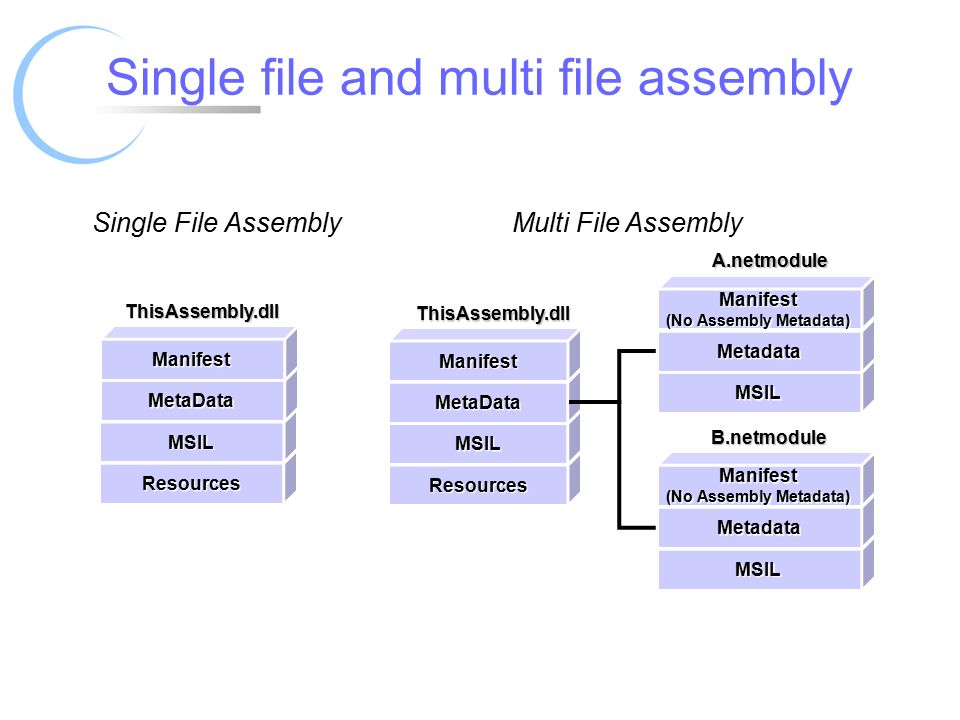 Single file and multi file assembly
Single File Assembly
ThisAssembly.dll
Manifest
MetaData
MSIL
Resources
Multi File Assembly
ThisAssembly.dll
Manifest
MetaData
MSIL
Resources
A.netmodule
Manifest
(No Assembly Metadata)
Metadata
MSIL
B.netmodule
Manifest
(No Assembly Metadata)
Metadata
MSIL